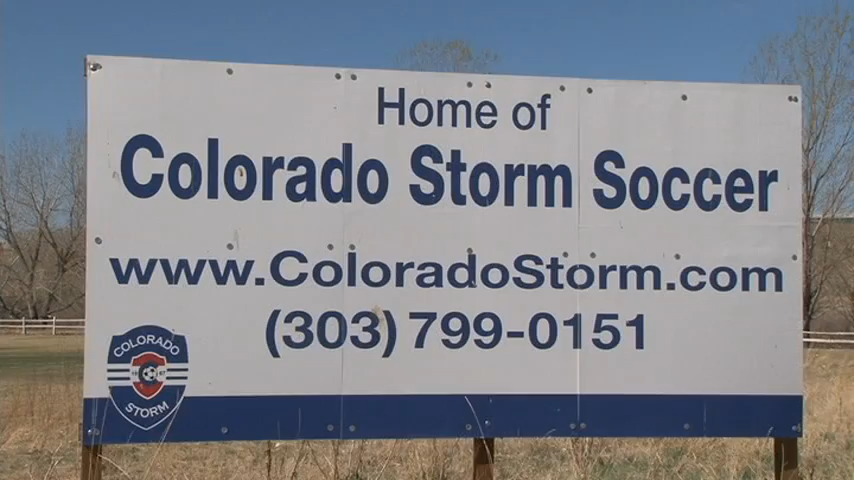 Home of
Colorado Storm Soccer
www.ColoradoStorm.com
(303) 799-0151
COLORADO
STORM